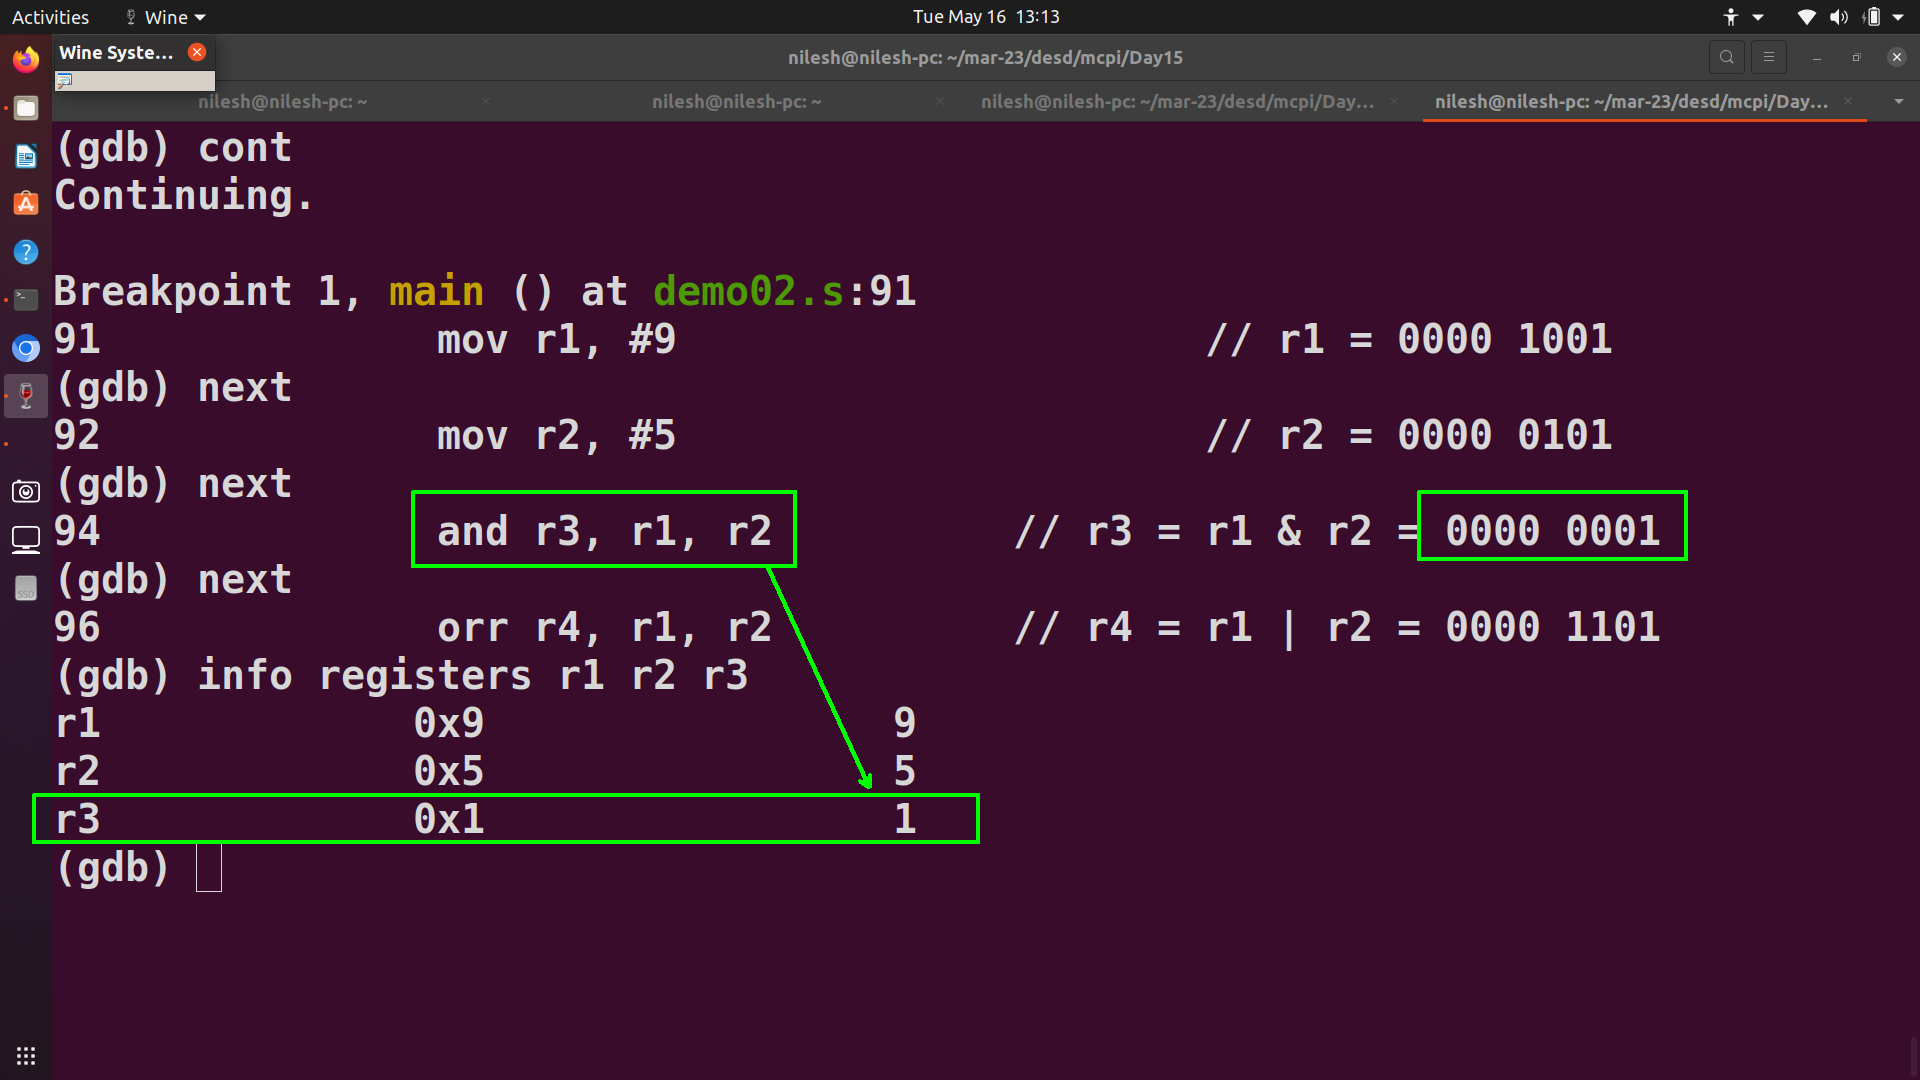 Activities Wine Tue May 16 13:13
Wine Syste...
nilesh@nilesh-pc: ~/mar-23/desd/mcpi/Day15
nilesh@nilesh-pc: ~ nilesh@nilesh-pc: ~ nilesh@nilesh-pc: ~/mar-23/desd/mcpi/Day... nilesh@nilesh-pc: ~/mar-23/desd/mcpi/Day...
(gdb) cont
Continuing.
Breakpoint 1, main () at demo02.s:91
91 mov r1, #9 // r1 = 0000 1001
(gdb) next
92 mov r2, #5 // r2 = 0000 0101
(gdb) next
94 and r3, r1, r2 // r3 = r1 & r2 = 0000 0001
(gdb) next
96 orr r4, r1, r2 // r4 = r1 | r2 = 0000 1101
(gdb) info registers r1 r2 r3
r1 0x9 9
r2 0x5 5
r3 0x1 1
(gdb)
SSD